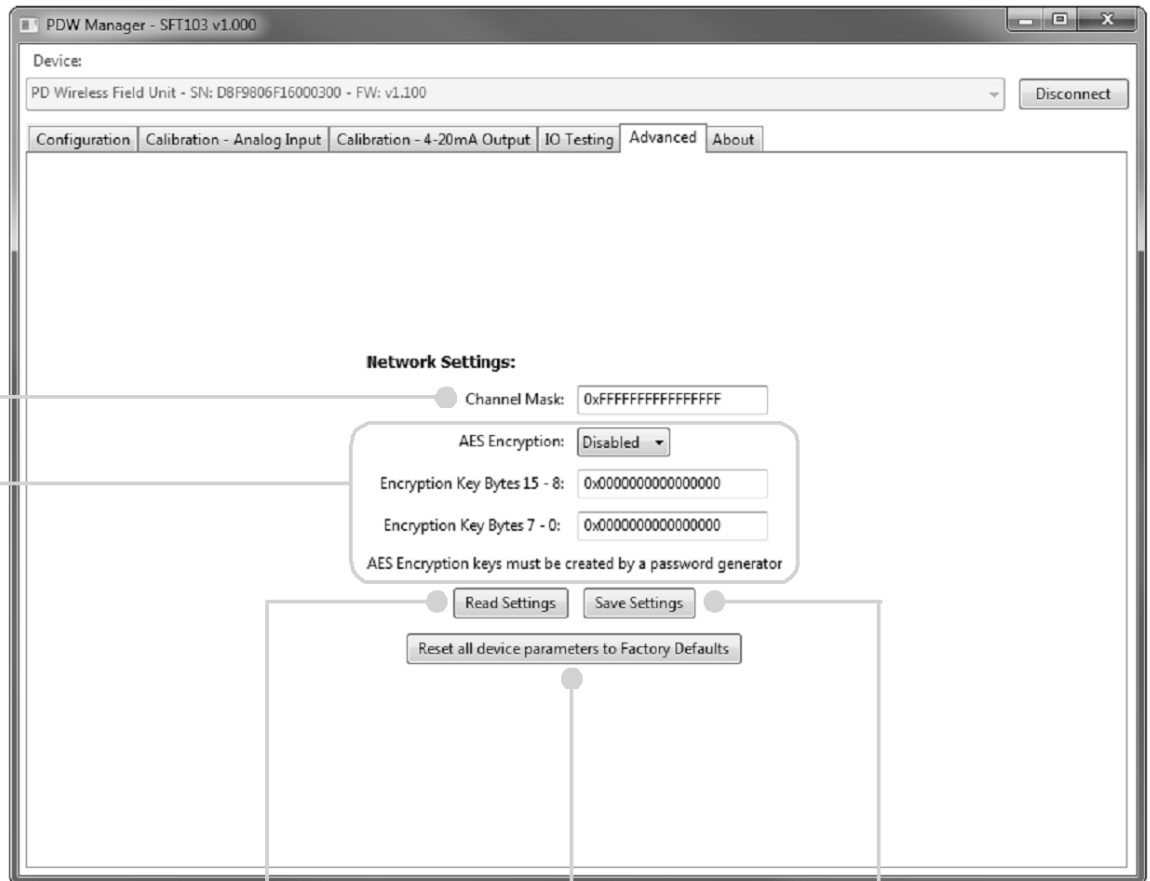 PDW Manager - SFT103 v1.000
Device:
PD Wireless Field Unit - SN: D8F9806F16000300 - FW: v1.100
Disconnect
Configuration Calibration - Analog Input Calibration - 4-20mA Output IO Testing Advanced About
Network Settings:
Channel Mask: 0xFFFFFFFFFFFFFFFF
AES Encryption: Disabled
Encryption Key Bytes 15 - 8: 0x0000000000000000
Encryption Key Bytes 7 - 0: 0x0000000000000000
AES Encryption keys must be created by a password generator
Read Settings Save Settings
Reset all device parameters to Factory Defaults